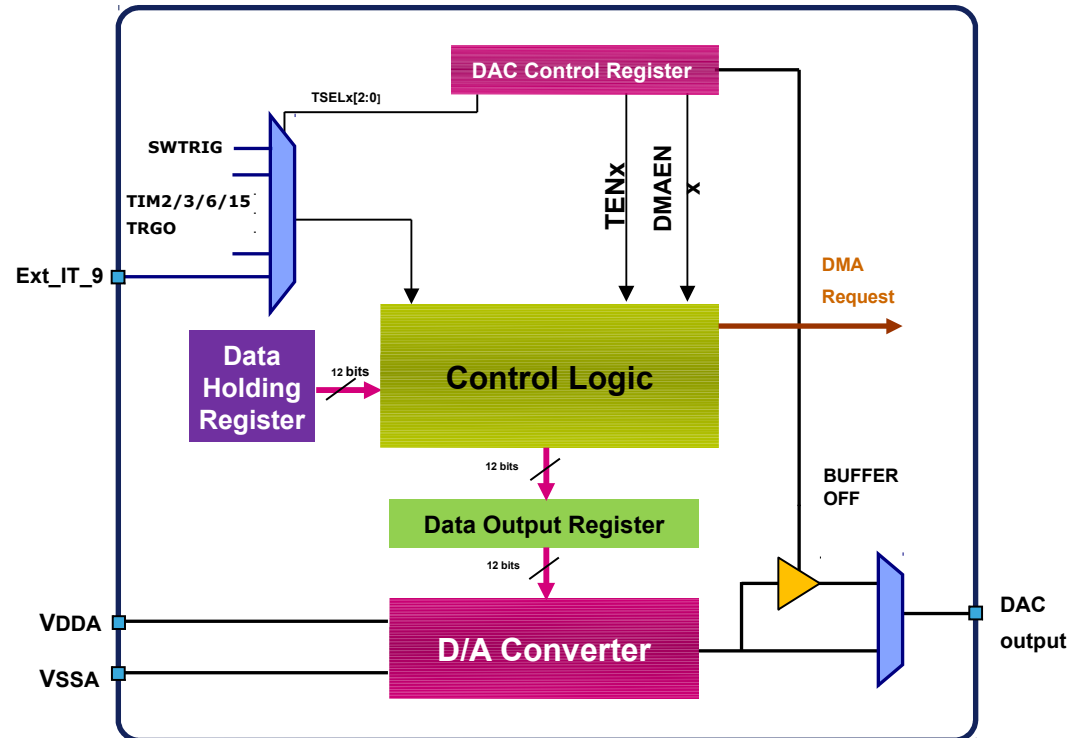 DAC Control Register
TSELx[2:0]
SWTRIG
TIM2/3/6/15
TRGO
Ext_IT_9
TENx
DMAEN
x
DMA
Request
Data
Holding
Register
12 bits
Control Logic
12 bits
BUFFER
OFF
Data Output Register
12 bits
VDDA
VSSA
D/A Converter
DAC
output